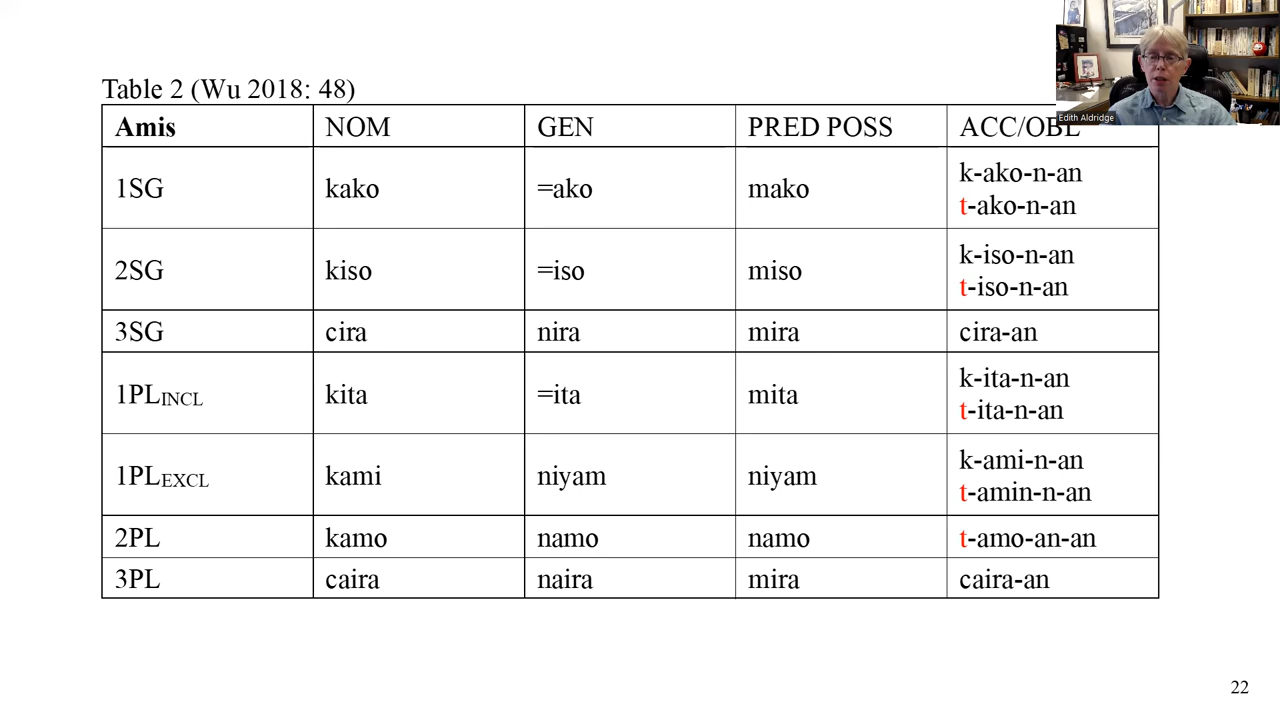 Table 2 (Wu 2018: 48)
Amis NOM GEN PRED POSS ACC/OBL
1SG kako =ako mako k-ako-n-an
t-ako-n-an
2SG kiso =iso miso k-iso-n-an
t-iso-n-an
3SG cira nira mira cira-an
1PLINCL kita =ita mita k-ita-n-an
t-ita-n-an
1PLEXCL kami niyam niyam k-ami-n-an
t-amin-n-an
2PL kamo namo namo t-amo-an-an
3PL caira naira mira caira-an
Edith Aldridge
22